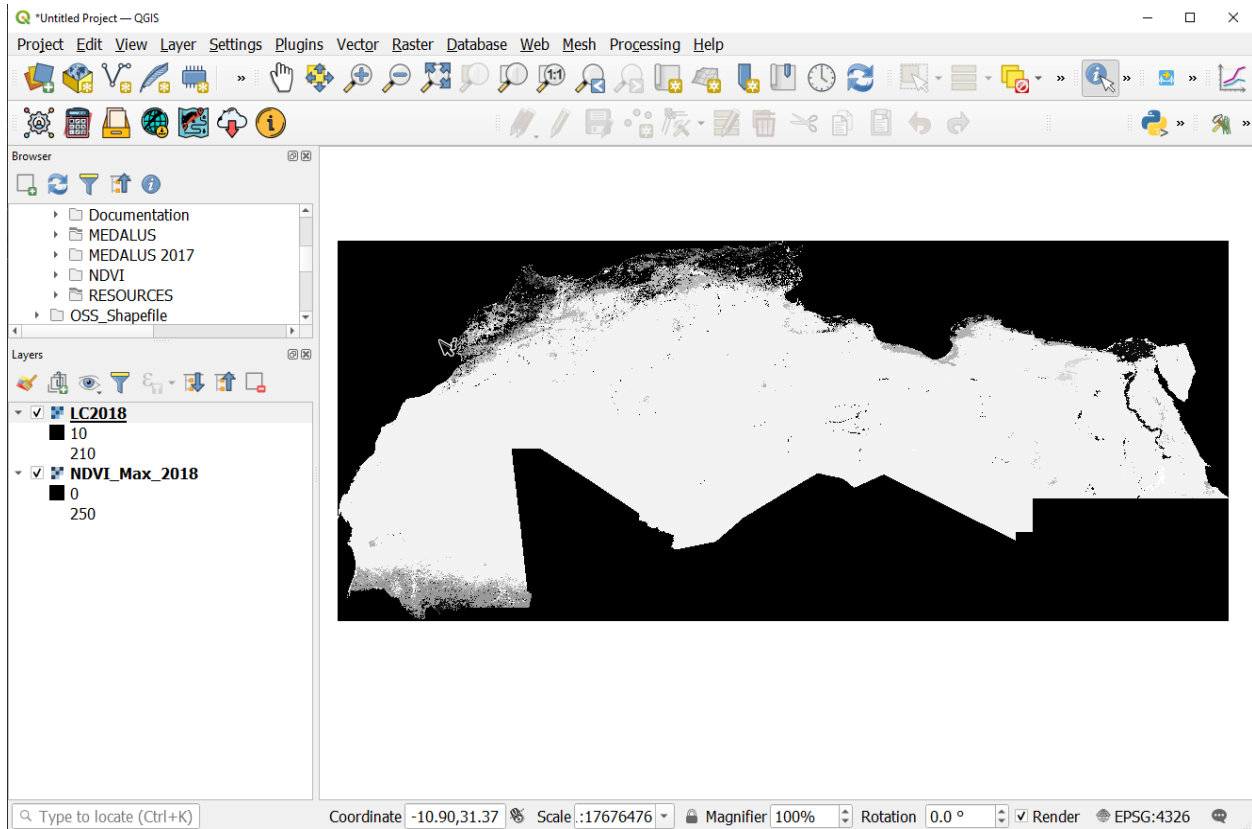 *Untitled Project — QGIS
Project Edit View Layer Settings Plugins Vector Raster Database Web Mesh Processing Help
»
1:1
»
»
»
»
»
»
Browser
Documentation
MEDALUS
MEDALUS 2017
NDVI
RESOURCES
OSS_Shapefile
Layers
LC2018
10
210
NDVI_Max_2018
0
250
Type to locate (Ctrl+K)
Coordinate -10.90,31.37 Scale .:17676476 Magnifier 100% Rotation 0.0 ° Render EPSG:4326